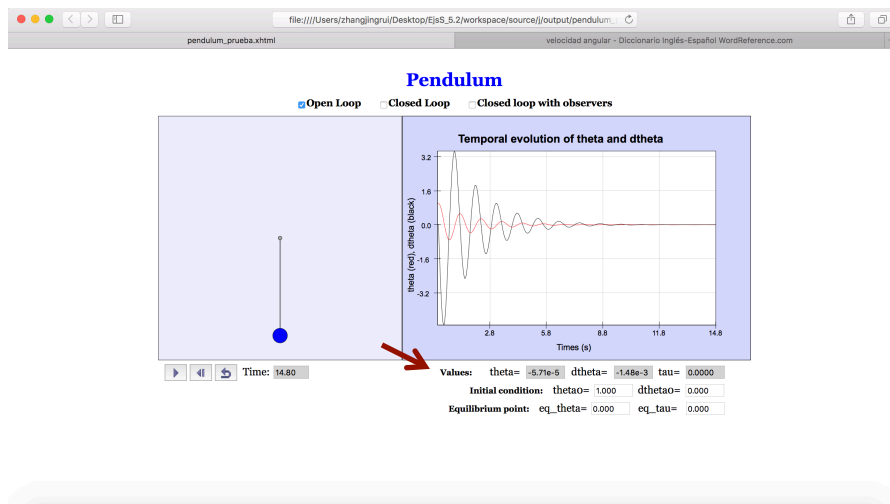 file:////Users/zhangjingrui/Desktop/EjsS_5.2/workspace/source/j/output/pendulum_
pendulum_prueba.xhtml
velocidad angular - Diccionario Inglés-Español WordReference.com
Pendulum
Open Loop Closed Loop Closed loop with observers
Temporal evolution of theta and dtheta
theta (red), dtheta (black)
3.2
1.6
0.0
-1.6
-3.2
2.8 5.8 8.8 11.8 14.8
Times (s)
Time: 14.80
Values: theta= -5.71e-5 dtheta= -1.48e-3 tau= 0.0000
Initial condition: theta0= 1.000 dtheta0= 0.000
Equilibrium point: eq_theta= 0.000 eq_tau= 0.000